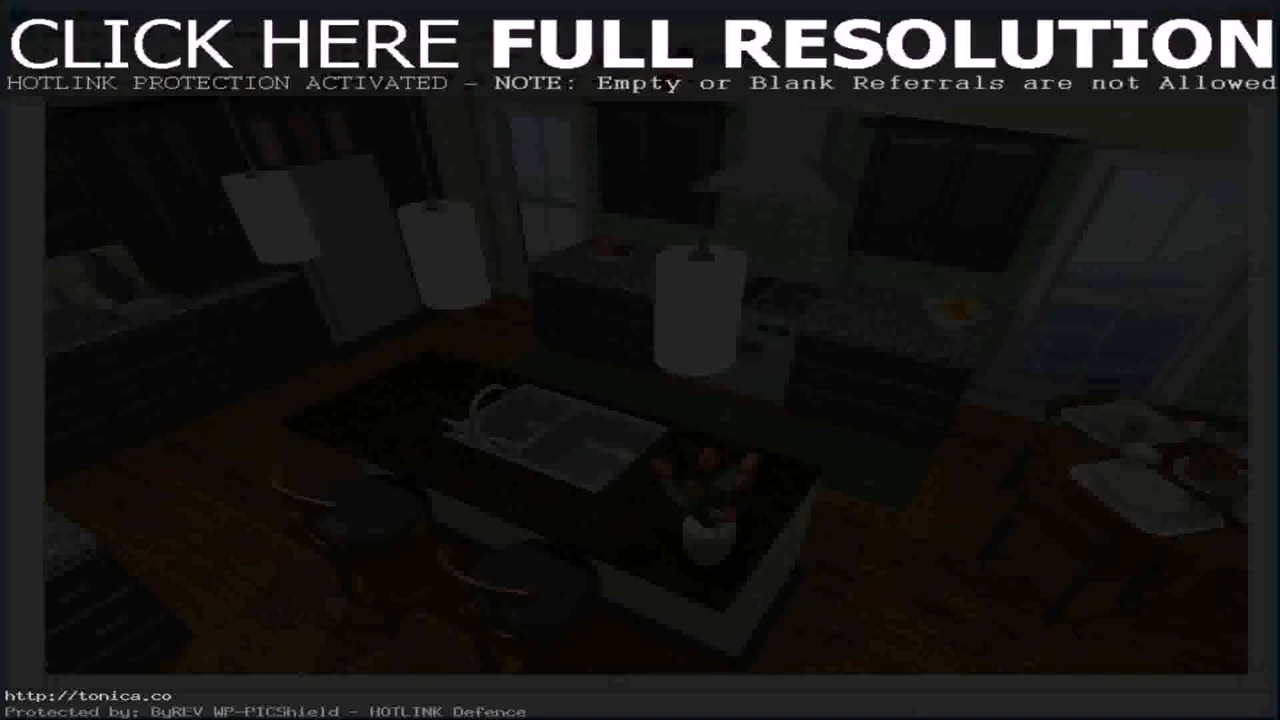 CLICK HERE FULL RESOLUTION
HOTLINK PROTECTION ACTIVATED - NOTE: Empty or Blank Referrals are not Allowed
http://tonica.co
Protected by: ByREV WP-PICShield - HOTLINK Defence